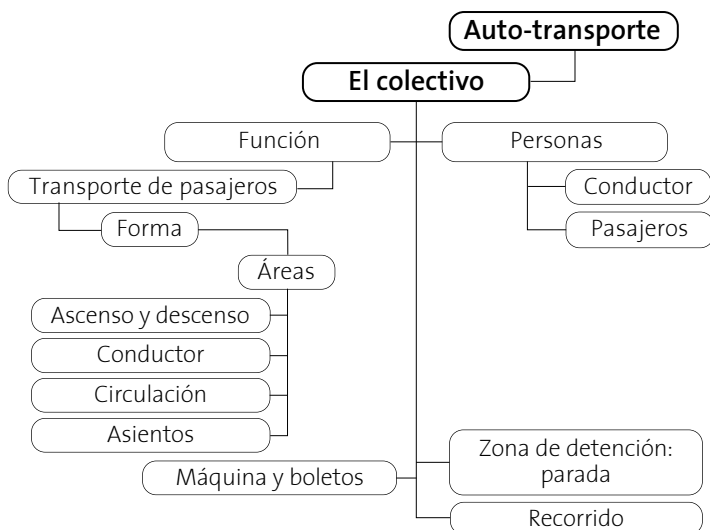 Auto-transporte
El colectivo
Función
Personas
Transporte de pasajeros
Conductor
Forma
Pasajeros
Áreas
Ascenso y descenso
Conductor
Circulación
Asientos
Zona de detención:
parada
Máquina y boletos
Recorrido